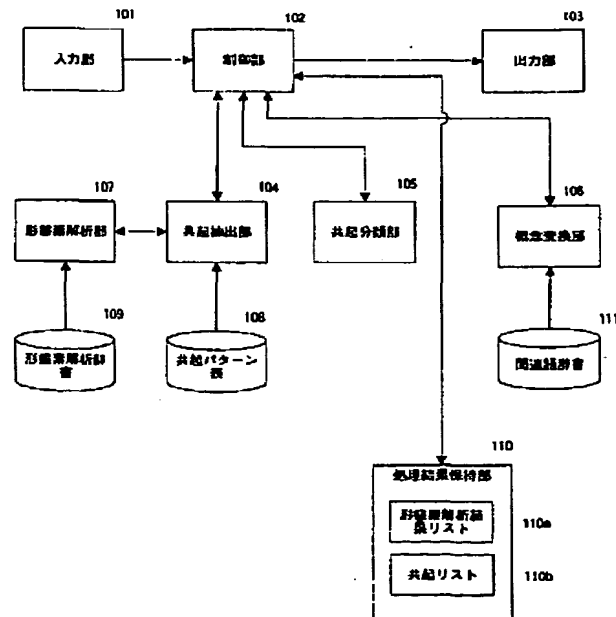 101
102
103
入力部
制御部
出力部
107
104
105
106
形態素解析部
共起抽出部
共起分類部
概念変換部
109
108
111
形態素解析辞書
共起パターン表
関連語辞書
110
処理結果保持部
形態素解析結果リスト
110a
共起リスト
110b